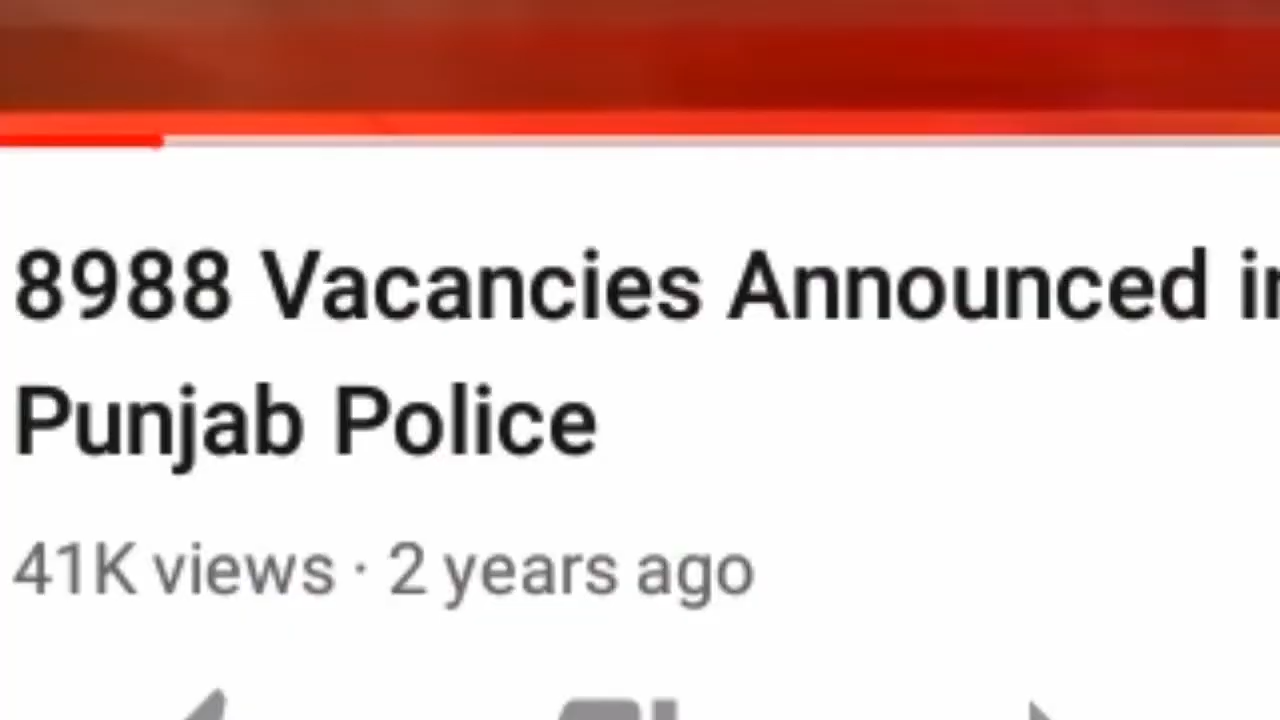 8988 Vacancies Announced in
Punjab Police
41K views · 2 years ago